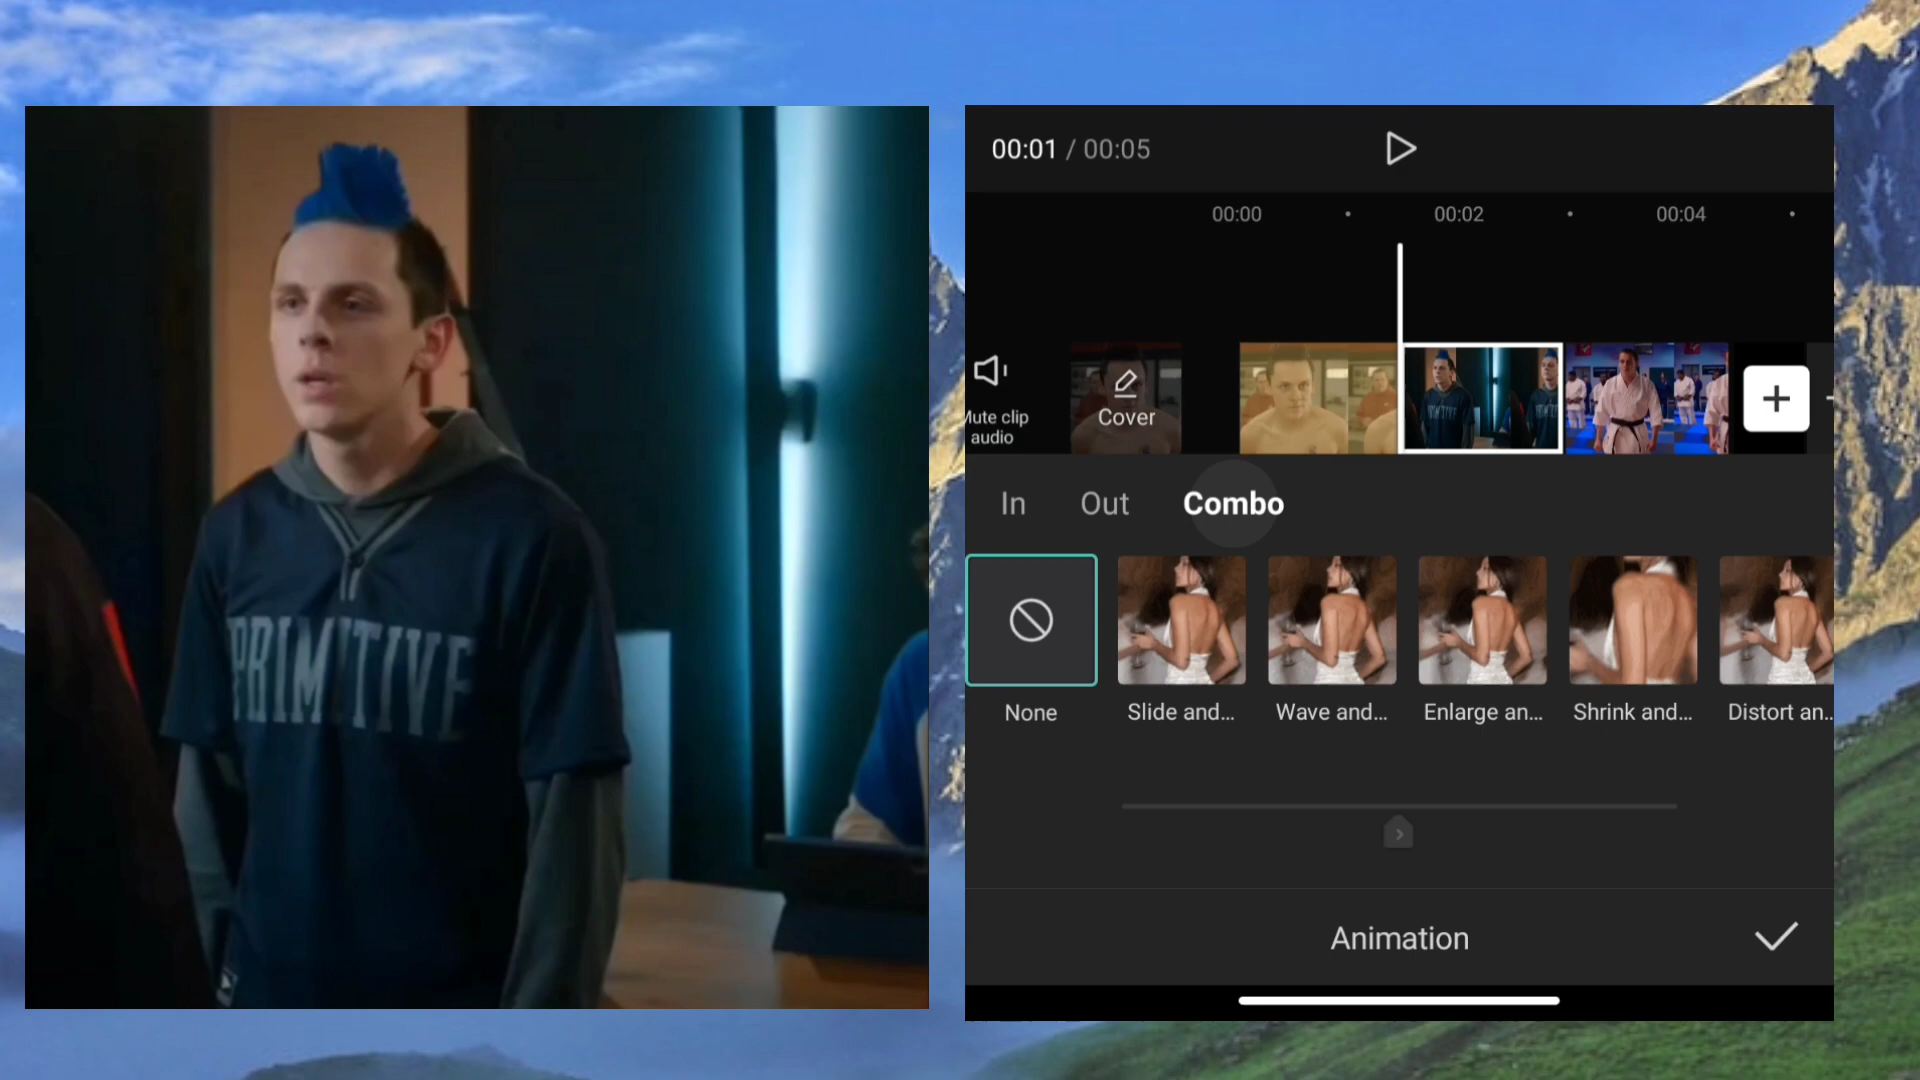 PRIMITIVE
00:01 / 00:05
00:00 • 00:02 • 00:04 •
Mute clip
audio
Cover
In Out Combo
None Slide and... Wave and... Enlarge an... Shrink and... Distort an..
Animation